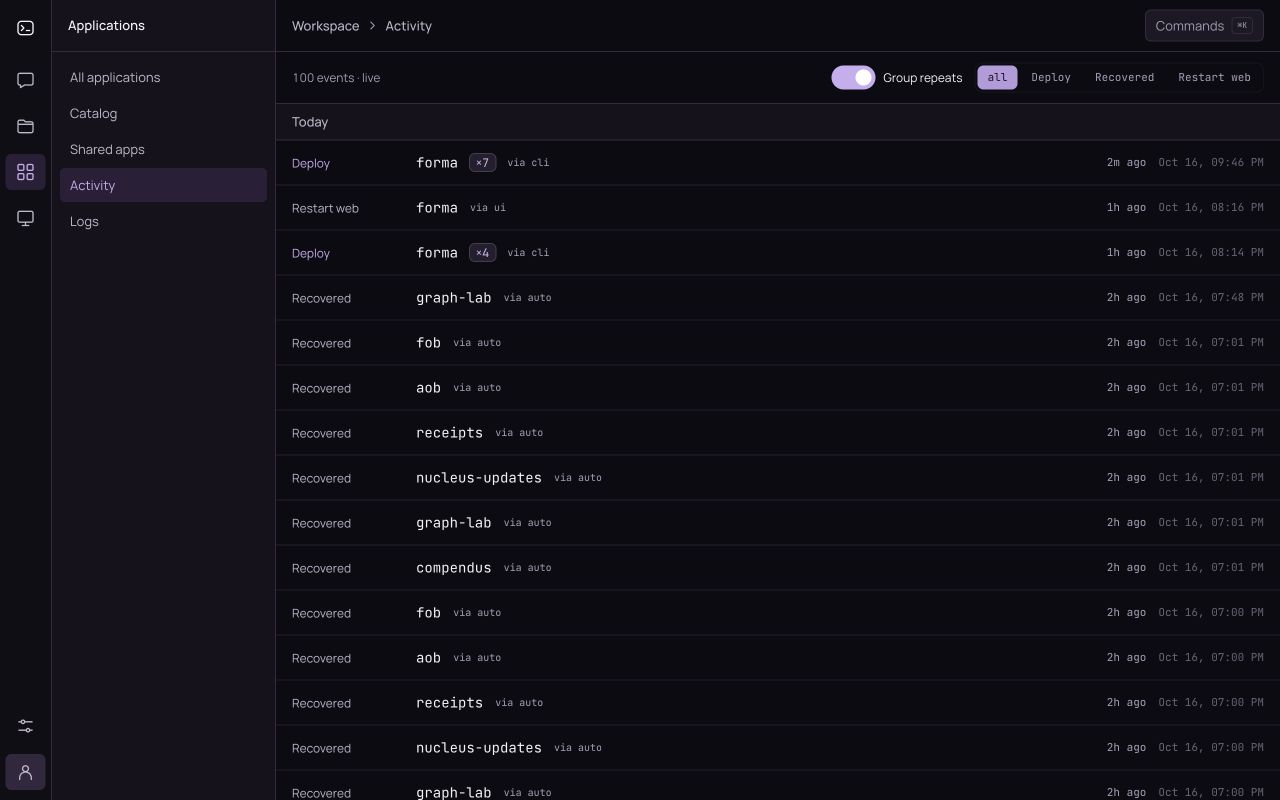 Applications
Workspace > Activity
Commands ⌘K
All applications
Catalog
Shared apps
Activity
Logs
100 events · live
Group repeats
all Deploy Recovered Restart web
Today
Deploy forma ×7 via cli 2m ago Oct 16, 09:46 PM
Restart web forma via ui 1h ago Oct 16, 08:16 PM
Deploy forma ×4 via cli 1h ago Oct 16, 08:14 PM
Recovered graph-lab via auto 2h ago Oct 16, 07:48 PM
Recovered fob via auto 2h ago Oct 16, 07:01 PM
Recovered aob via auto 2h ago Oct 16, 07:01 PM
Recovered receipts via auto 2h ago Oct 16, 07:01 PM
Recovered nucleus-updates via auto 2h ago Oct 16, 07:01 PM
Recovered graph-lab via auto 2h ago Oct 16, 07:01 PM
Recovered compendus via auto 2h ago Oct 16, 07:01 PM
Recovered fob via auto 2h ago Oct 16, 07:00 PM
Recovered aob via auto 2h ago Oct 16, 07:00 PM
Recovered receipts via auto 2h ago Oct 16, 07:00 PM
Recovered nucleus-updates via auto 2h ago Oct 16, 07:00 PM
Recovered graph-lab via auto 2h ago Oct 16, 07:00 PM